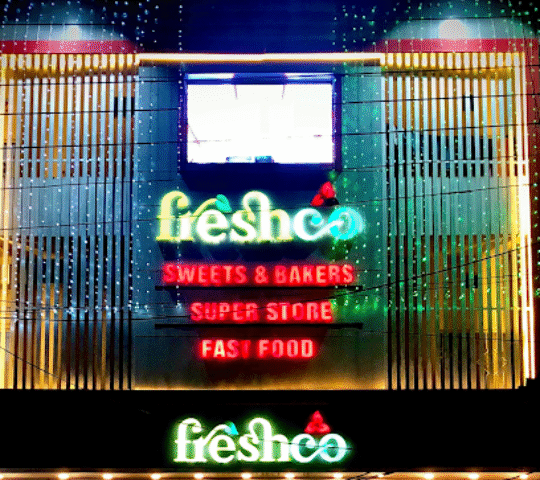 freshco
SWEETS & BAKERS
SUPER STORE
FAST FOOD
freshco